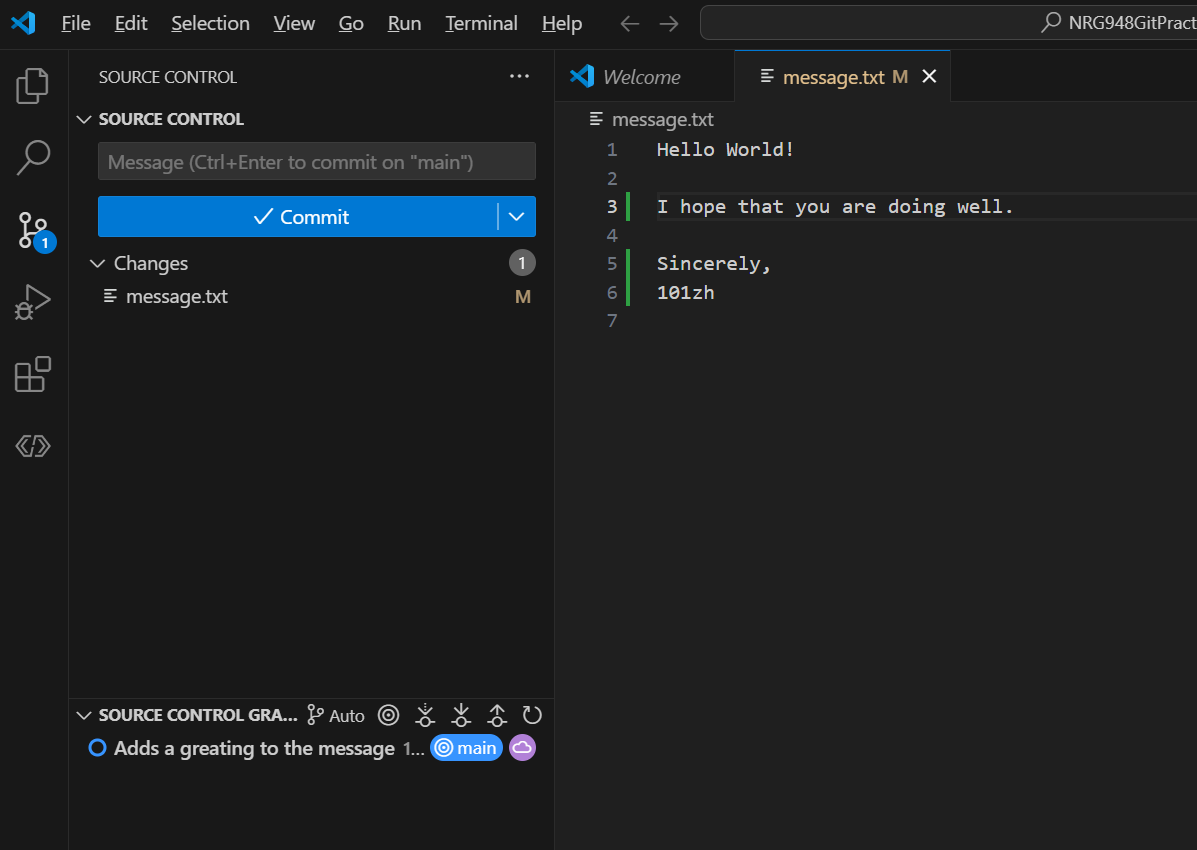 File Edit Selection View Go Run Terminal Help NRG948GitPract
SOURCE CONTROL ...
SOURCE CONTROL
Message (Ctrl+Enter to commit on "main")
Commit
Changes 1
message.txt M
1
SOURCE CONTROL GRA... Auto
Adds a greating to the message 1... main
Welcome message.txt M
message.txt
1 Hello World!
2
3 I hope that you are doing well.
4
5 Sincerely,
6 101zh
7